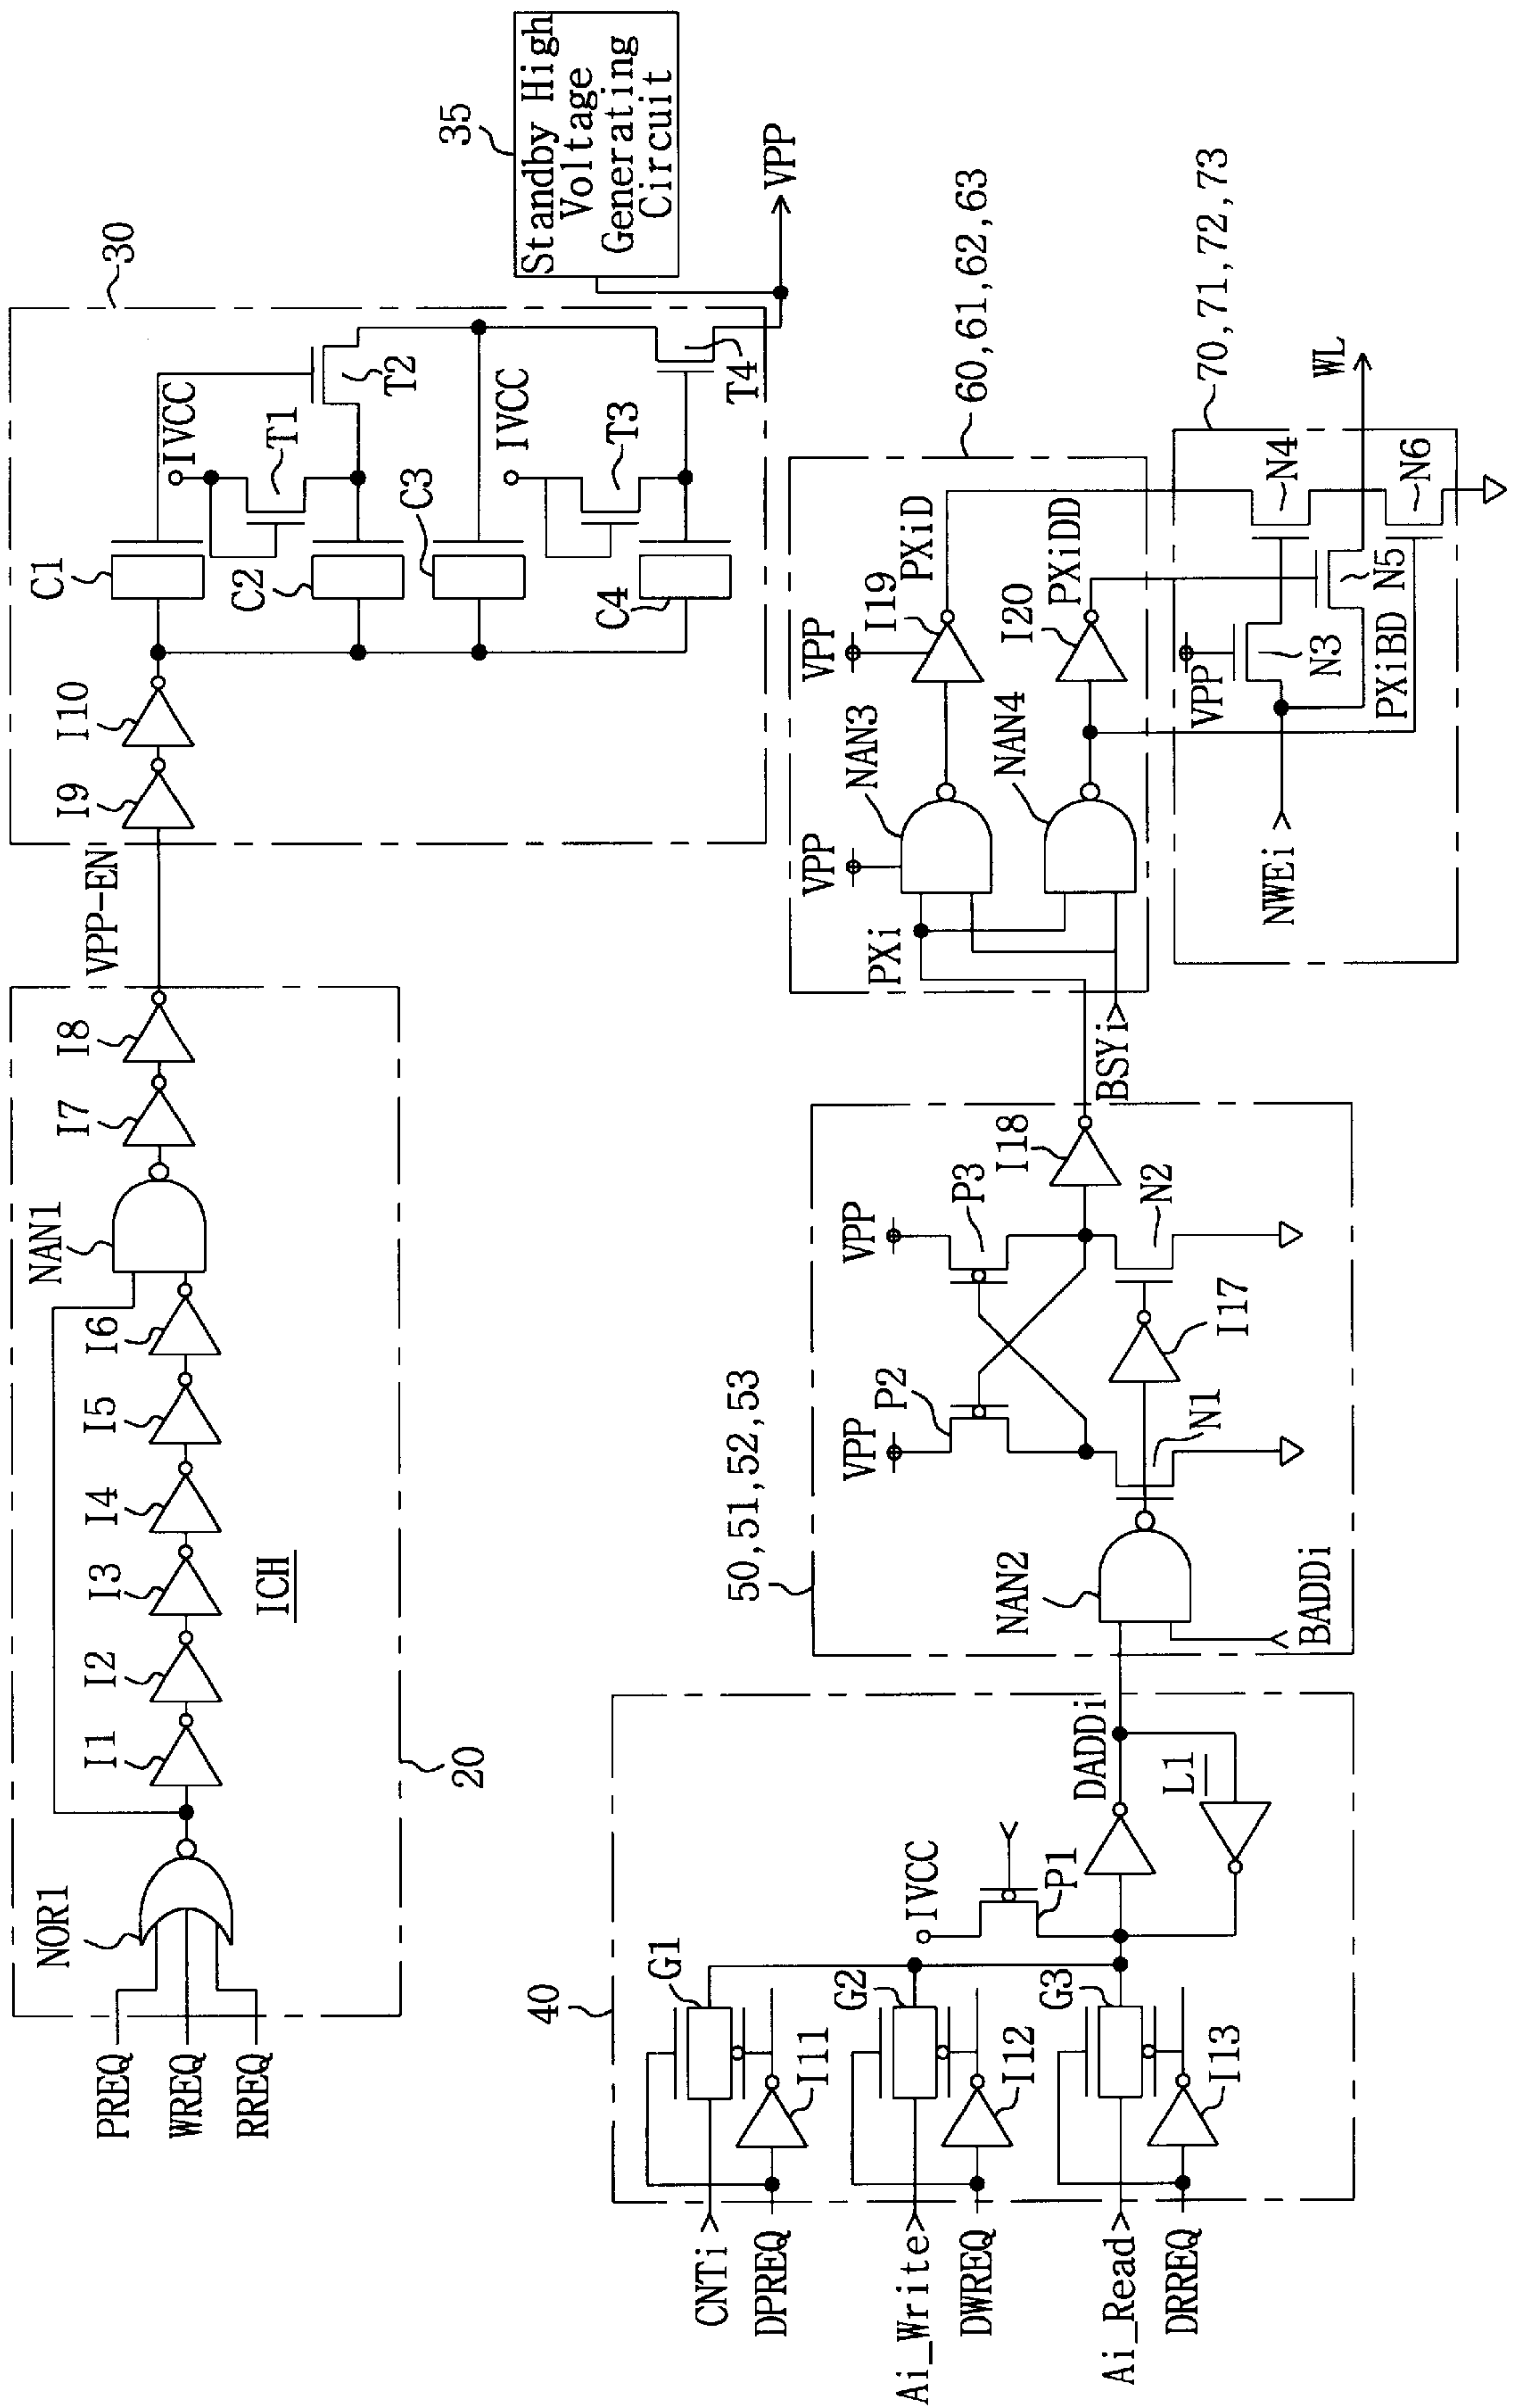 PREQ
WREQ
RREQ
NOR1
I1
I2
I3
I4
I5
I6
NAN1
I7
I8
ICH
20
VPP-EN
I9
I10
C1
C2
C3
C4
IVCC
T1
T2
IVCC
T3
T4
30
35
Standby High
Voltage
Generating
Circuit
VPP
CNTi
DPREQ
Ai_Write
DWREQ
Ai_Read
DRREQ
40
G1
I11
G2
I12
G3
I13
IVCC
P1
DADDi
L1
50,51,52,53
NAN2
BADDi
VPP
P2
N1
I17
VPP
P3
N2
I18
BSYi
PXi
VPP
NAN3
NAN4
VPP
I19
I20
PXiD
PXiDD
60,61,62,63
NWEi
VPP
N3
PXiBD
N5
N4
N6
WL
70,71,72,73